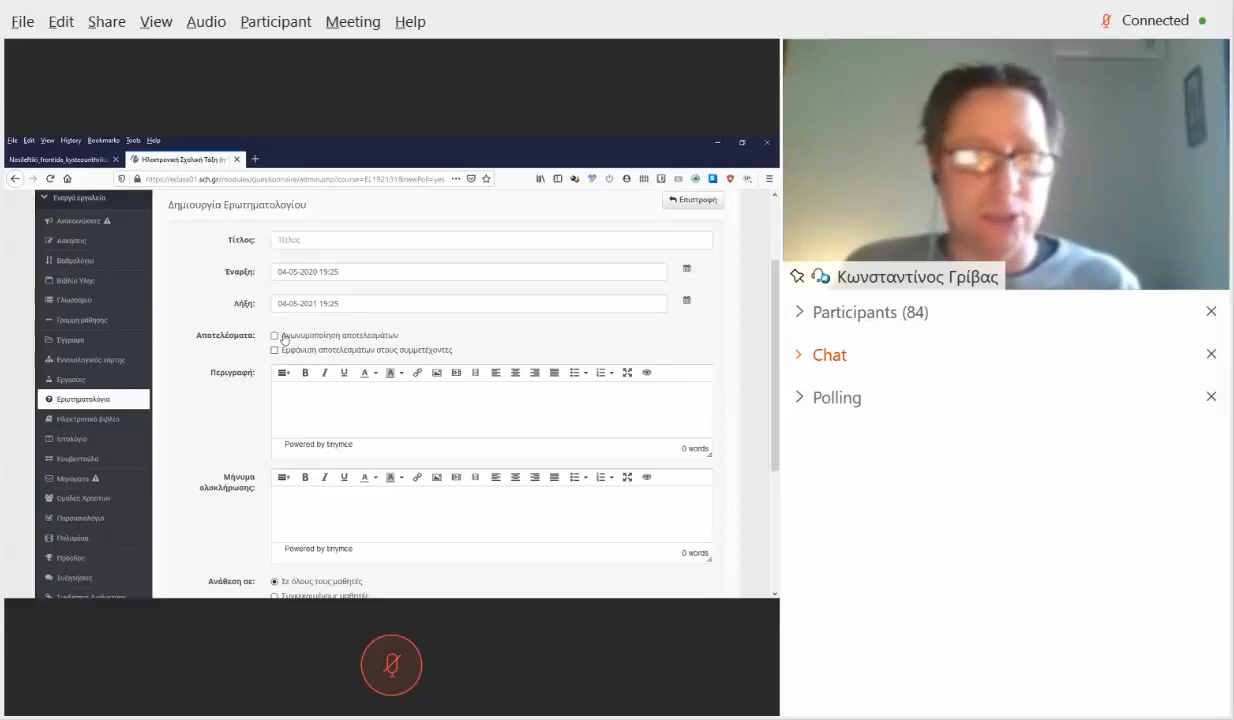 File Edit Share View Audio Participant Meeting Help
Connected
File Edit View History Bookmarks Tools Help
Ηλεκτρονική Σχολική Τάξη (η-
https://eclass01.sch.gr/modules/questionnaire/admin.php?course=EL192131&newPoll=yes
Ενεργά εργαλεία
Ανακοινώσεις
Ασκήσεις
Βαθμολόγιο
Βίβλιο Ύλης
Γλωσσάριο
Γραμμή μάθησης
Έγγραφα
Εννοιολογικός χάρτης
Εργασίες
Ερωτηματολόγια
Ηλεκτρονικό βιβλίο
Ιστολόγιο
Κουβεντούλα
Μηνύματα
Ομάδες Χρηστών
Παρουσιολόγιο
Πολυμέσα
Πρόοδος
Συζητήσεις
Δημιουργία Ερωτηματολογίου
Επιστροφή
Τίτλος:
Τίτλος
Έναρξη:
04-05-2020 19:25
Λήξη:
04-05-2021 19:25
Αποτελέσματα:
Ανωνυμοποίηση αποτελεσμάτων
Εμφάνιση αποτελεσμάτων στους συμμετέχοντες
Περιγραφή:
B I U A A
Powered by tinymce
0 words
Μήνυμα
ολοκλήρωσης:
B I U A A
Powered by tinymce
0 words
Ανάθεση σε:
Σε όλους τους μαθητές
Συγκεκριμένους μαθητές
Κωνσταντίνος Γρίβας
Participants (84)
Chat
Polling